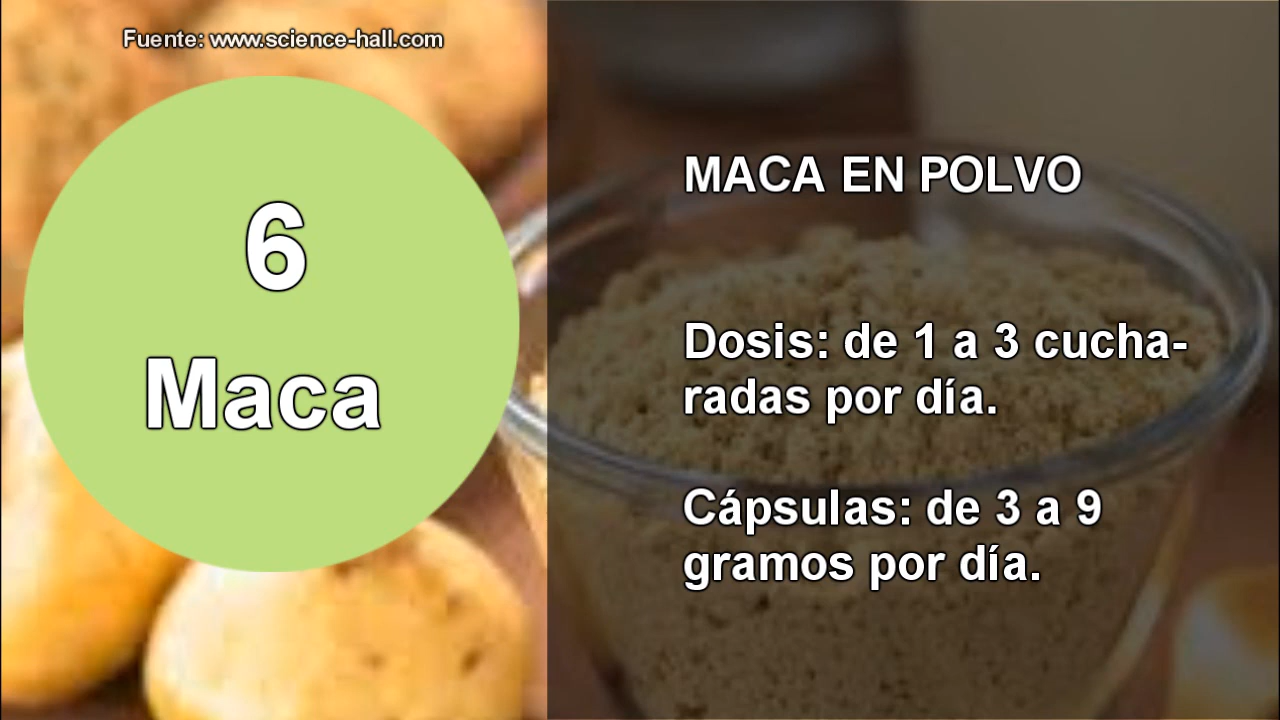 Fuente: www.science-hall.com
6
Maca
MACA EN POLVO
Dosis: de 1 a 3 cucha-
radas por día.
Cápsulas: de 3 a 9
gramos por día.